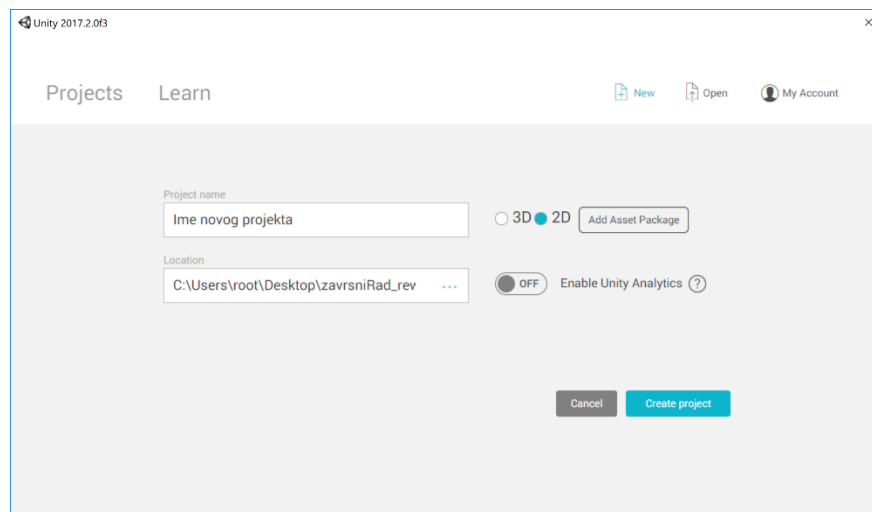 Unity 2017.2.0f3
Projects Learn New Open My Account
Project name
Ime novog projekta 3D 2D Add Asset Package
Location
C:\Users\root\Desktop\zavrsniRad_rev ... OFF Enable Unity Analytics ?
Cancel Create project